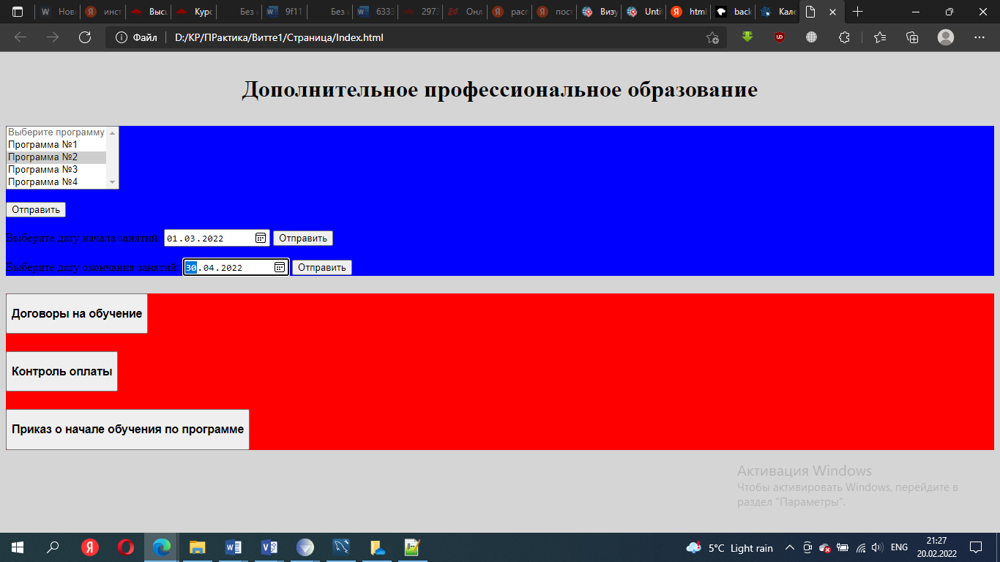 Нов
инст
Высш
Курс
Без
9f11
Без
6333
2973
Онл
расп
пост
Визу
Unti
html
back
Кале
Файл D:/КР/ПРактика/Витте1/Страница/Index.html
Дополнительное профессиональное образование
Выберите программу
Программа №1
Программа №2
Программа №3
Программа №4
Отправить
Выберите дату начала занятий: 01.03.2022 Отправить
Выберите дату окончания занятий: 30.04.2022 Отправить
Договоры на обучение
Контроль оплаты
Приказ о начале обучения по программе
Активация Windows
Чтобы активировать Windows, перейдите в
раздел "Параметры".
5°C Light rain ENG 21:27
20.02.2022